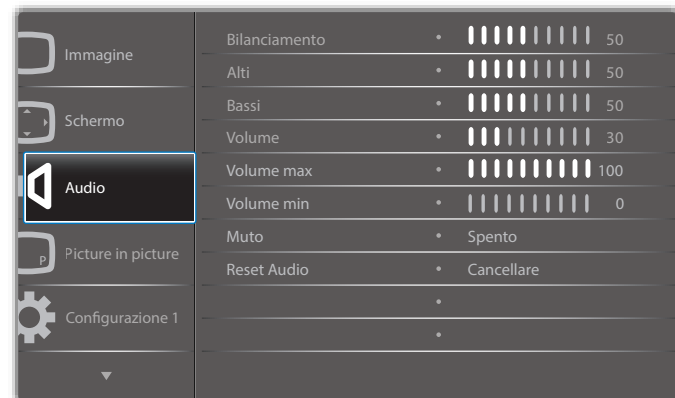 Immagine
Schermo
Audio
P
Picture in picture
Configurazione 1
Bilanciamento • 50
Alti • 50
Bassi • 50
Volume • 30
Volume max • 100
Volume min • 0
Muto • Spento
Reset Audio • Cancellare
•
•